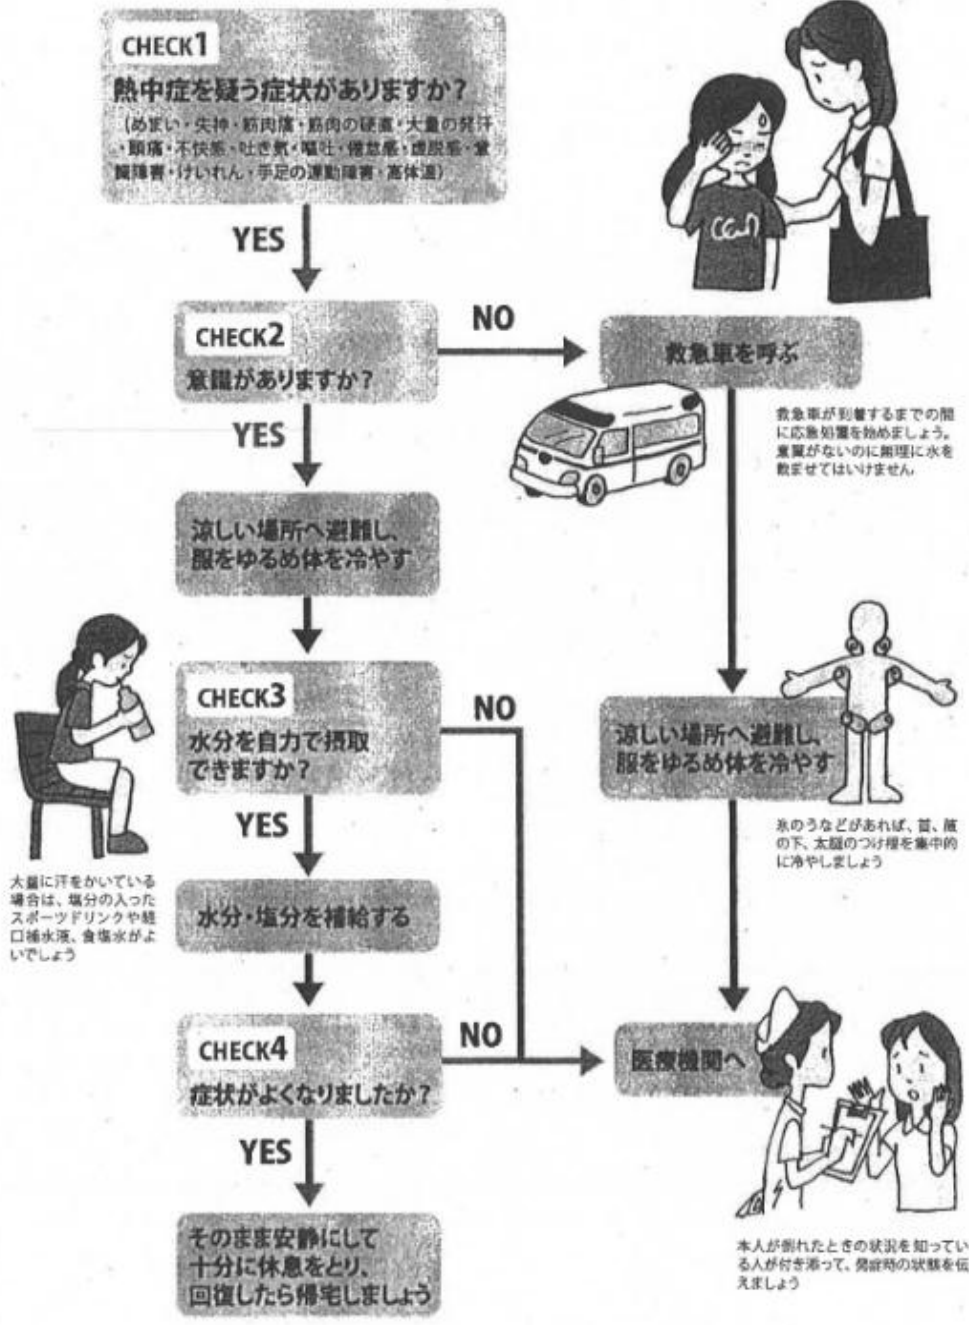 CHECK1
熱中症を疑う症状がありますか?
(めまい・失神・筋肉痛・筋肉の硬直・大量の発汗
・頭痛・不快感・吐き気・嘔吐・倦怠感・虚脱感・意
識障害・けいれん・手足の運動障害・高体温)
YES
CHECK2
意識がありますか?
NO
救急車を呼ぶ
救急車が到着するまでの間
に応急処置を始めましょう。
意識がないのに無理に水を
飲ませてはいけません
YES
涼しい場所へ避難し、
服をゆるめ体を冷やす
CHECK3
水分を自力で摂取
できますか?
NO
涼しい場所へ避難し、
服をゆるめ体を冷やす
氷のうなどがあれば、首、腋
の下、太腿のつけ根を集中的
に冷やしましょう
YES
大量に汗をかいている
場合は、塩分の入った
スポーツドリンクや経
口補水液、食塩水がよ
いでしょう
水分・塩分を補給する
CHECK4
症状がよくなりましたか?
NO
医療機関へ
YES
そのまま安静にして
十分に休息をとり、
回復したら帰宅しましょう
本人が倒れたときの状況を知ってい
る人が付き添って、発症時の状態を伝
えましょう